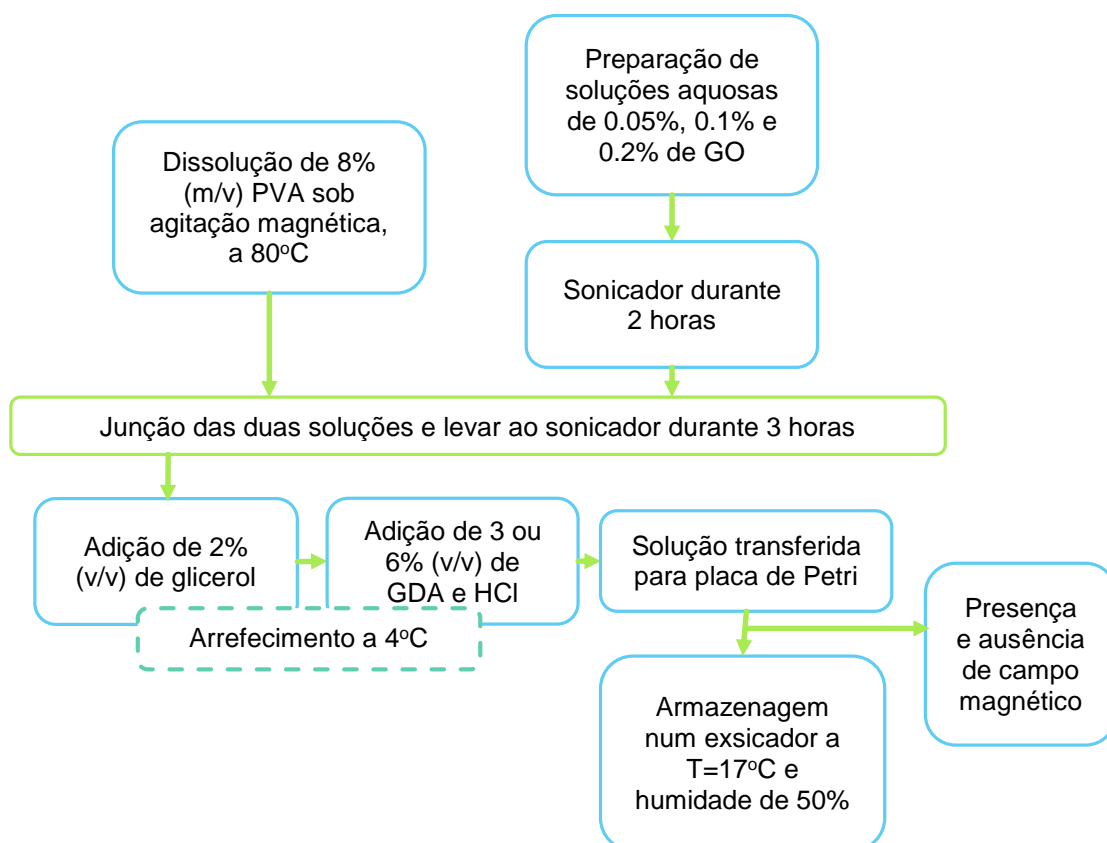 Preparação de
soluções aquosas
de 0.05%, 0.1% e
0.2% de GO
Dissolução de 8%
(m/v) PVA sob
agitação magnética,
a 80ºC
Sonicador durante
2 horas
Junção das duas soluções e levar ao sonicador durante 3 horas
Adição de 2%
(v/v) de glicerol
Adição de 3 ou
6% (v/v) de
GDA e HCl
Arrefecimento a 4ºC
Solução transferida
para placa de Petri
Presença
e ausência
de campo
magnético
Armazenagem
num exsicador a
T=17ºC e
humidade de 50%